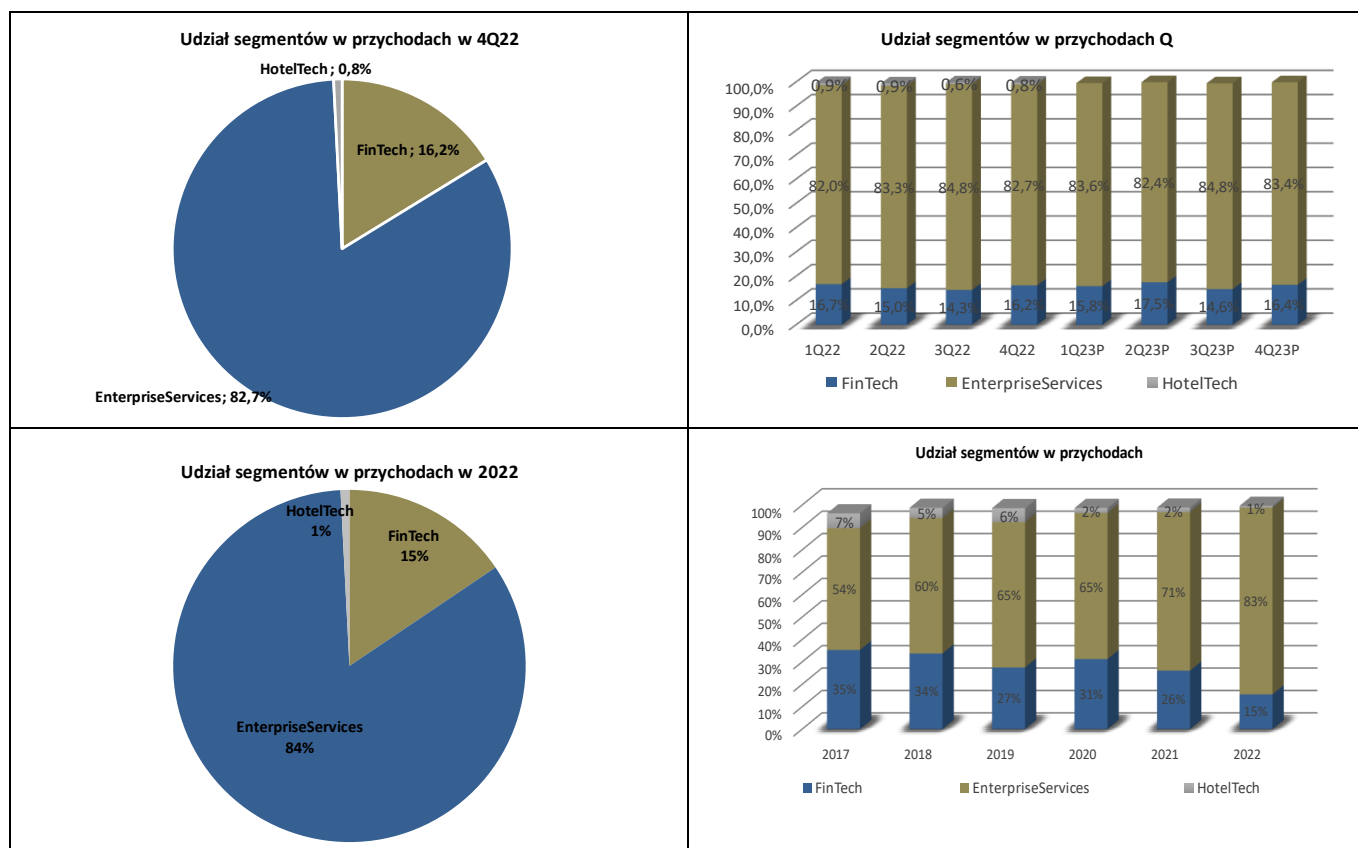 Udział segmentów w przychodach w 4Q22
HotelTech ; 0,8%
FinTech ; 16,2%
EnterpriseServices; 82,7%
Udział segmentów w przychodach Q
100,0%
90,0%
80,0%
70,0%
60,0%
50,0%
40,0%
30,0%
20,0%
10,0%
0,0%
0,9% 0,9% 0,6% 0,8%
82,0% 83,3% 84,8% 82,7% 83,6% 82,4% 84,8% 83,4%
16,7% 15,0% 14,3% 16,2% 15,8% 17,5% 14,6% 16,4%
1Q22 2Q22 3Q22 4Q22 1Q23P 2Q23P 3Q23P 4Q23P
FinTech EnterpriseServices HotelTech
Udział segmentów w przychodach w 2022
HotelTech
1%
FinTech
15%
EnterpriseServices
84%
Udział segmentów w przychodach
100%
90%
80%
70%
60%
50%
40%
30%
20%
10%
0%
7% 5% 6% 2% 2% 1%
54% 60% 65% 65% 71% 83%
35% 34% 27% 31% 26% 15%
2017 2018 2019 2020 2021 2022
FinTech EnterpriseServices HotelTech